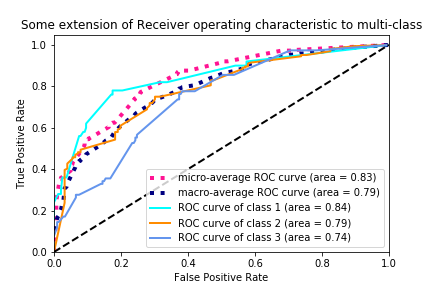 Some extension of Receiver operating characteristic to multi-class
1.0
0.8
0.6
0.4
0.2
0.0
True Positive Rate
micro-average ROC curve (area = 0.83)
macro-average ROC curve (area = 0.79)
ROC curve of class 1 (area = 0.84)
ROC curve of class 2 (area = 0.79)
ROC curve of class 3 (area = 0.74)
0.0 0.2 0.4 0.6 0.8 1.0
False Positive Rate